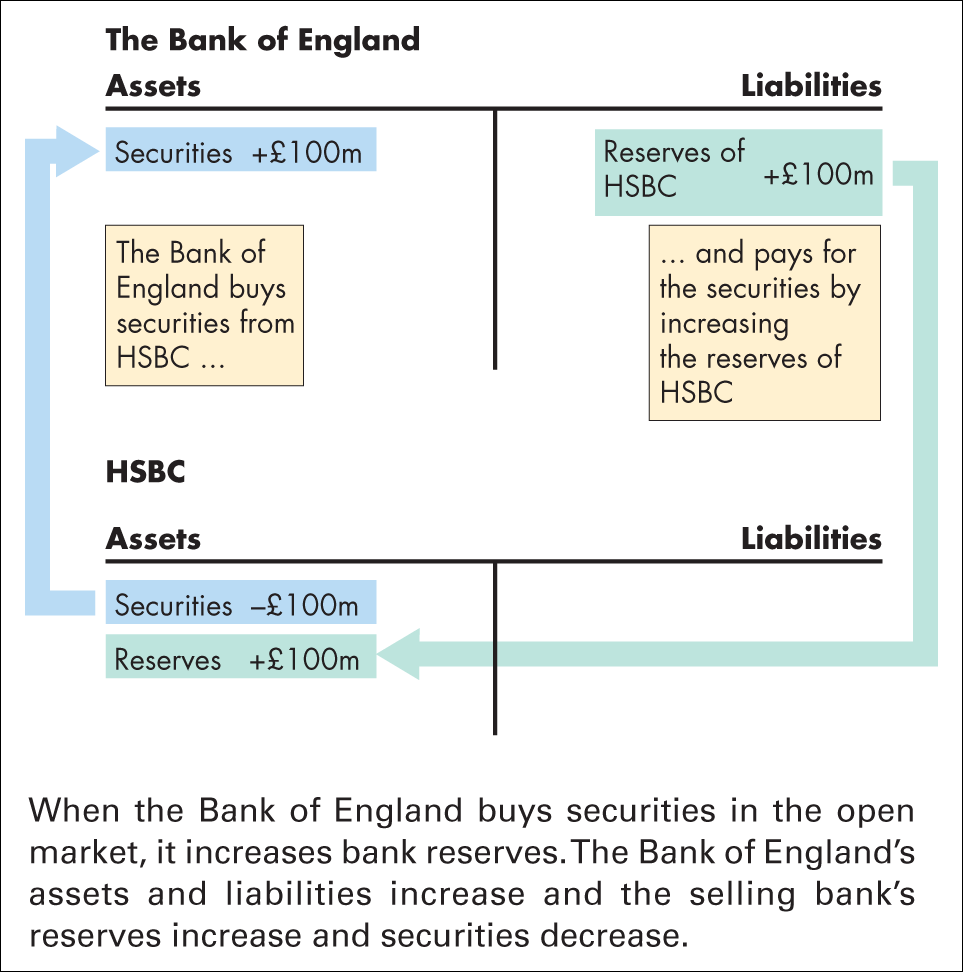 The Bank of England
Assets Liabilities
Securities +£100m
Reserves of
HSBC +£100m
The Bank of
England buys
securities from
HSBC ...
... and pays for
the securities by
increasing
the reserves of
HSBC
HSBC
Assets Liabilities
Securities –£100m
Reserves +£100m
When the Bank of England buys securities in the open
market, it increases bank reserves. The Bank of England’s
assets and liabilities increase and the selling bank’s
reserves increase and securities decrease.